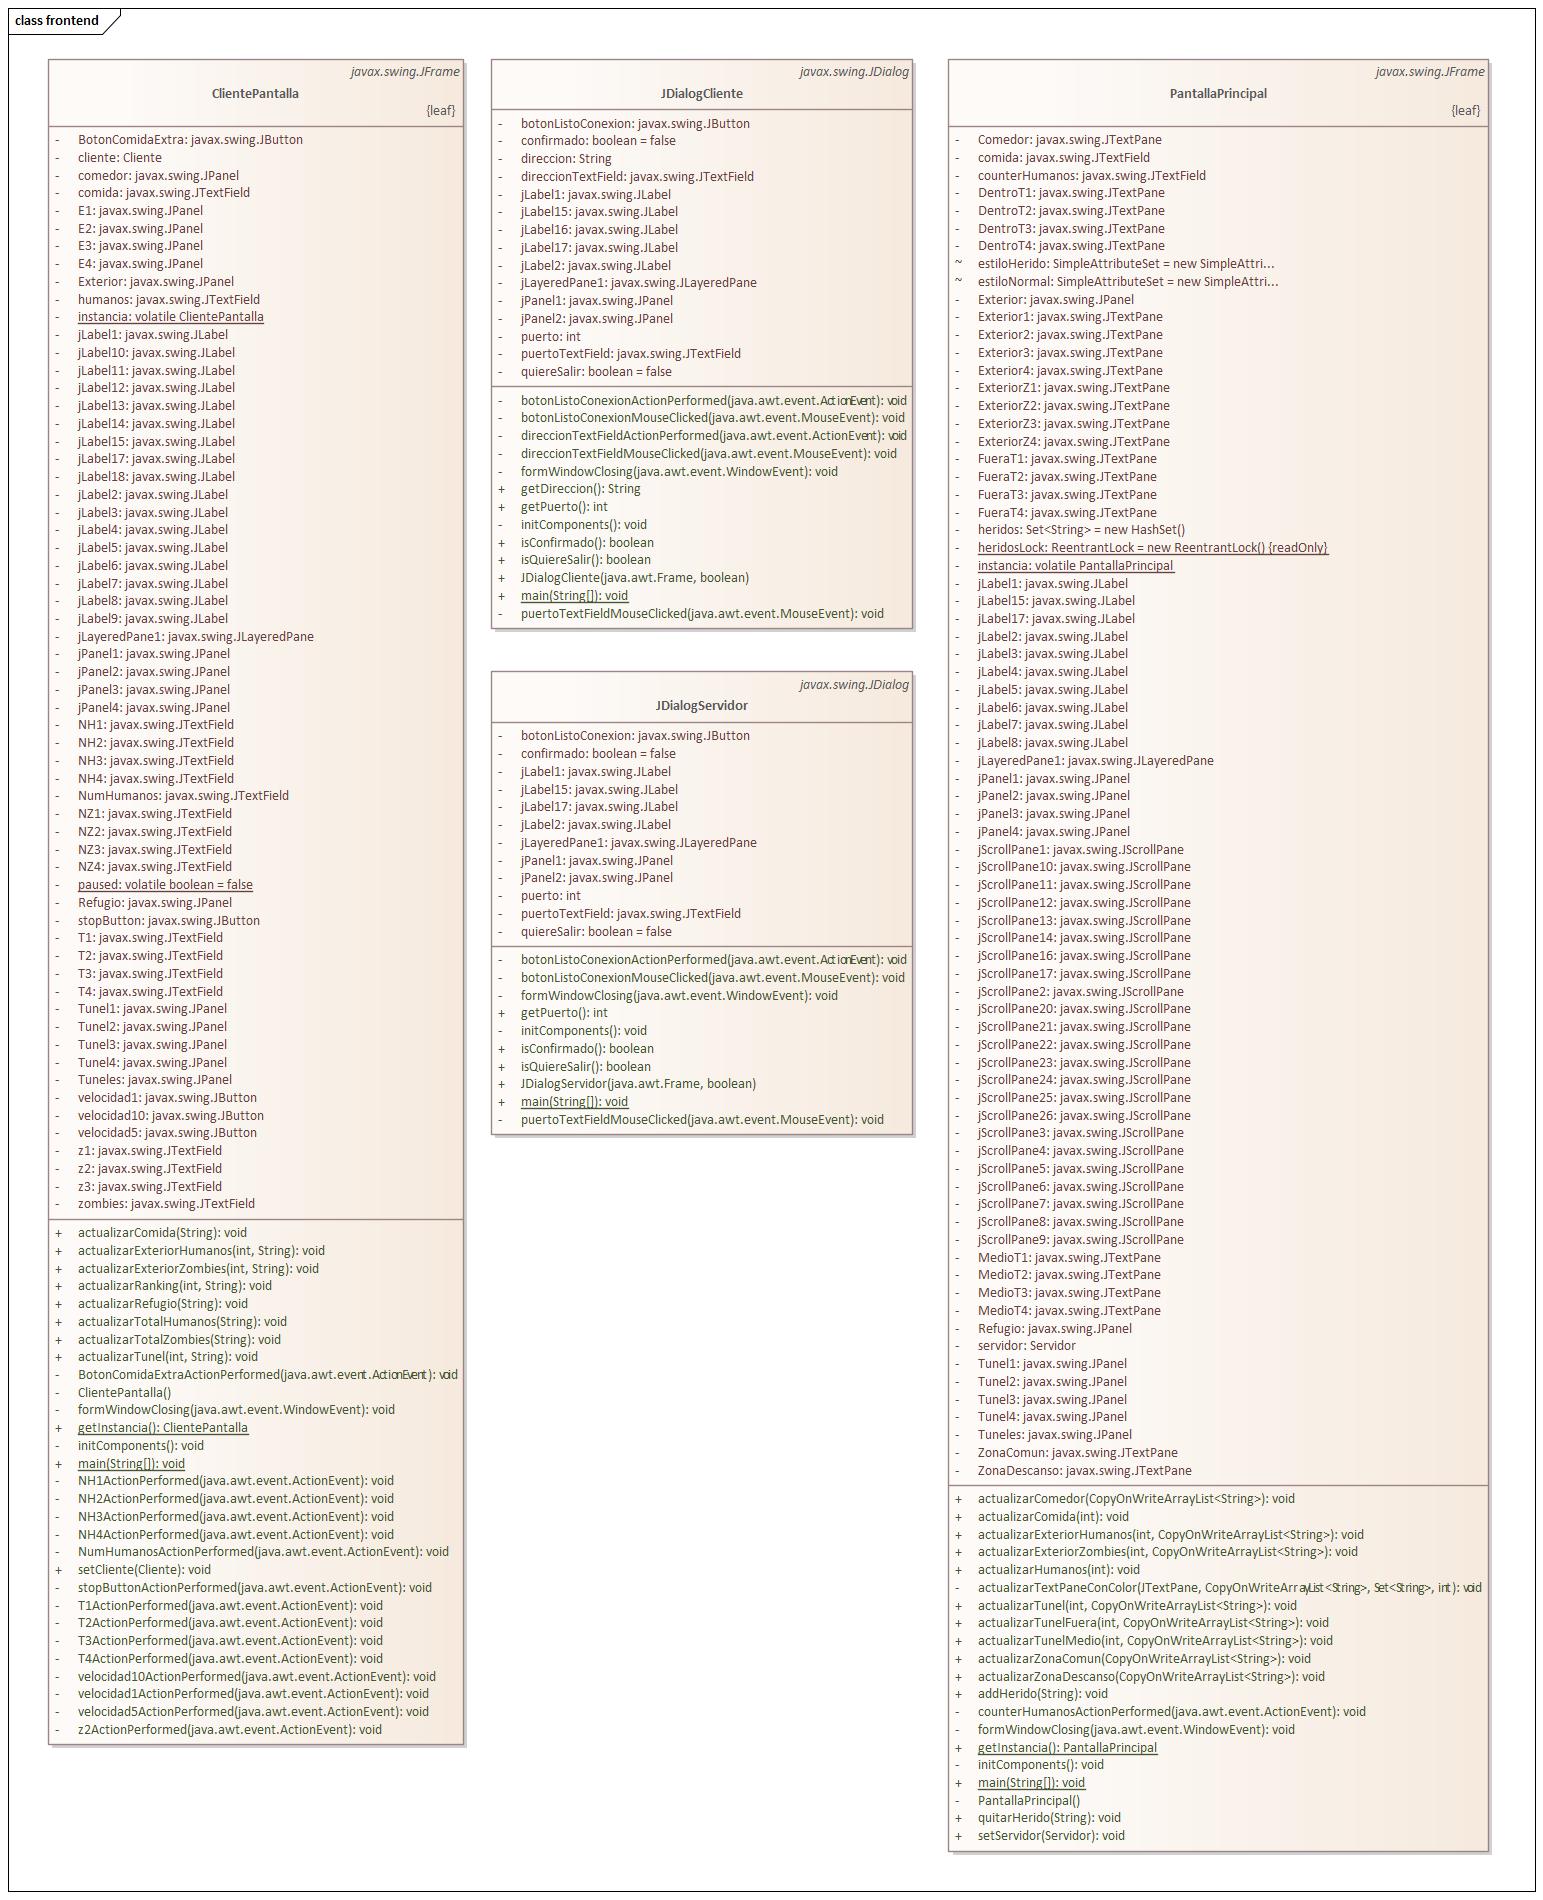 class frontend
javax.swing.JFrame
ClientePantalla
{leaf}
- BotonComidaExtra: javax.swing.JButton
- cliente: Cliente
- comedor: javax.swing.JPanel
- comida: javax.swing.JTextField
- E1: javax.swing.JPanel
- E2: javax.swing.JPanel
- E3: javax.swing.JPanel
- E4: javax.swing.JPanel
- Exterior: javax.swing.JPanel
- humanos: javax.swing.JTextField
- instancia: volatile ClientePantalla
- jLabel1: javax.swing.JLabel
- jLabel10: javax.swing.JLabel
- jLabel11: javax.swing.JLabel
- jLabel12: javax.swing.JLabel
- jLabel13: javax.swing.JLabel
- jLabel14: javax.swing.JLabel
- jLabel15: javax.swing.JLabel
- jLabel17: javax.swing.JLabel
- jLabel18: javax.swing.JLabel
- jLabel2: javax.swing.JLabel
- jLabel3: javax.swing.JLabel
- jLabel4: javax.swing.JLabel
- jLabel5: javax.swing.JLabel
- jLabel6: javax.swing.JLabel
- jLabel7: javax.swing.JLabel
- jLabel8: javax.swing.JLabel
- jLabel9: javax.swing.JLabel
- jLayeredPane1: javax.swing.JLayeredPane
- jPanel1: javax.swing.JPanel
- jPanel2: javax.swing.JPanel
- jPanel3: javax.swing.JPanel
- jPanel4: javax.swing.JPanel
- NH1: javax.swing.JTextField
- NH2: javax.swing.JTextField
- NH3: javax.swing.JTextField
- NH4: javax.swing.JTextField
- NumHumanos: javax.swing.JTextField
- NZ1: javax.swing.JTextField
- NZ2: javax.swing.JTextField
- NZ3: javax.swing.JTextField
- NZ4: javax.swing.JTextField
- paused: volatile boolean = false
- Refugio: javax.swing.JPanel
- stopButton: javax.swing.JButton
- T1: javax.swing.JTextField
- T2: javax.swing.JTextField
- T3: javax.swing.JTextField
- T4: javax.swing.JTextField
- Tunel1: javax.swing.JPanel
- Tunel2: javax.swing.JPanel
- Tunel3: javax.swing.JPanel
- Tunel4: javax.swing.JPanel
- Tuneles: javax.swing.JPanel
- velocidad1: javax.swing.JButton
- velocidad10: javax.swing.JButton
- velocidad5: javax.swing.JButton
- z1: javax.swing.JTextField
- z2: javax.swing.JTextField
- z3: javax.swing.JTextField
- zombies: javax.swing.JTextField
+ actualizarComida(String): void
+ actualizarExteriorHumanos(int, String): void
+ actualizarExteriorZombies(int, String): void
+ actualizarRanking(int, String): void
+ actualizarRefugio(String): void
+ actualizarTotalHumanos(String): void
+ actualizarTotalZombies(String): void
+ actualizarTunel(int, String): void
- BotonComidaExtraActionPerformed(java.awt.event.ActionEvent): void
- ClientePantalla()
- formWindowClosing(java.awt.event.WindowEvent): void
+ getInstancia(): ClientePantalla
- initComponents(): void
+ main(String[]): void
- NH1ActionPerformed(java.awt.event.ActionEvent): void
- NH2ActionPerformed(java.awt.event.ActionEvent): void
- NH3ActionPerformed(java.awt.event.ActionEvent): void
- NH4ActionPerformed(java.awt.event.ActionEvent): void
- NumHumanosActionPerformed(java.awt.event.ActionEvent): void
+ setCliente(Cliente): void
- stopButtonActionPerformed(java.awt.event.ActionEvent): void
- T1ActionPerformed(java.awt.event.ActionEvent): void
- T2ActionPerformed(java.awt.event.ActionEvent): void
- T3ActionPerformed(java.awt.event.ActionEvent): void
- T4ActionPerformed(java.awt.event.ActionEvent): void
- velocidad10ActionPerformed(java.awt.event.ActionEvent): void
- velocidad1ActionPerformed(java.awt.event.ActionEvent): void
- velocidad5ActionPerformed(java.awt.event.ActionEvent): void
- z2ActionPerformed(java.awt.event.ActionEvent): void
javax.swing.JDialog
JDialogCliente
- botonListoConexion: javax.swing.JButton
- confirmado: boolean = false
- direccion: String
- direccionTextField: javax.swing.JTextField
- jLabel1: javax.swing.JLabel
- jLabel15: javax.swing.JLabel
- jLabel16: javax.swing.JLabel
- jLabel17: javax.swing.JLabel
- jLabel2: javax.swing.JLabel
- jLayeredPane1: javax.swing.JLayeredPane
- jPanel1: javax.swing.JPanel
- jPanel2: javax.swing.JPanel
- puerto: int
- puertoTextField: javax.swing.JTextField
- quiereSalir: boolean = false
- botonListoConexionActionPerformed(java.awt.event.ActionEvent): void
- botonListoConexionMouseClicked(java.awt.event.MouseEvent): void
- direccionTextFieldActionPerformed(java.awt.event.ActionEvent): void
- direccionTextFieldMouseClicked(java.awt.event.MouseEvent): void
- formWindowClosing(java.awt.event.WindowEvent): void
+ getDireccion(): String
+ getPuerto(): int
- initComponents(): void
+ isConfirmado(): boolean
+ isQuiereSalir(): boolean
+ JDialogCliente(java.awt.Frame, boolean)
+ main(String[]): void
- puertoTextFieldMouseClicked(java.awt.event.MouseEvent): void
javax.swing.JDialog
JDialogServidor
- botonListoConexion: javax.swing.JButton
- confirmado: boolean = false
- jLabel1: javax.swing.JLabel
- jLabel15: javax.swing.JLabel
- jLabel17: javax.swing.JLabel
- jLabel2: javax.swing.JLabel
- jLayeredPane1: javax.swing.JLayeredPane
- jPanel1: javax.swing.JPanel
- jPanel2: javax.swing.JPanel
- puerto: int
- puertoTextField: javax.swing.JTextField
- quiereSalir: boolean = false
- botonListoConexionActionPerformed(java.awt.event.ActionEvent): void
- botonListoConexionMouseClicked(java.awt.event.MouseEvent): void
- formWindowClosing(java.awt.event.WindowEvent): void
+ getPuerto(): int
- initComponents(): void
+ isConfirmado(): boolean
+ isQuiereSalir(): boolean
+ JDialogServidor(java.awt.Frame, boolean)
+ main(String[]): void
- puertoTextFieldMouseClicked(java.awt.event.MouseEvent): void
javax.swing.JFrame
PantallaPrincipal
{leaf}
- Comedor: javax.swing.JTextPane
- comida: javax.swing.JTextField
- counterHumanos: javax.swing.JTextField
- DentroT1: javax.swing.JTextPane
- DentroT2: javax.swing.JTextPane
- DentroT3: javax.swing.JTextPane
- DentroT4: javax.swing.JTextPane
~ estiloHerido: SimpleAttributeSet = new SimpleAttri...
~ estiloNormal: SimpleAttributeSet = new SimpleAttri...
- Exterior: javax.swing.JPanel
- Exterior1: javax.swing.JTextPane
- Exterior2: javax.swing.JTextPane
- Exterior3: javax.swing.JTextPane
- Exterior4: javax.swing.JTextPane
- ExteriorZ1: javax.swing.JTextPane
- ExteriorZ2: javax.swing.JTextPane
- ExteriorZ3: javax.swing.JTextPane
- ExteriorZ4: javax.swing.JTextPane
- FueraT1: javax.swing.JTextPane
- FueraT2: javax.swing.JTextPane
- FueraT3: javax.swing.JTextPane
- FueraT4: javax.swing.JTextPane
- heridos: Set<String> = new HashSet()
- heridosLock: ReentrantLock = new ReentrantLock() {readOnly}
- instancia: volatile PantallaPrincipal
- jLabel1: javax.swing.JLabel
- jLabel15: javax.swing.JLabel
- jLabel17: javax.swing.JLabel
- jLabel2: javax.swing.JLabel
- jLabel3: javax.swing.JLabel
- jLabel4: javax.swing.JLabel
- jLabel5: javax.swing.JLabel
- jLabel6: javax.swing.JLabel
- jLabel7: javax.swing.JLabel
- jLabel8: javax.swing.JLabel
- jLayeredPane1: javax.swing.JLayeredPane
- jPanel1: javax.swing.JPanel
- jPanel2: javax.swing.JPanel
- jPanel3: javax.swing.JPanel
- jPanel4: javax.swing.JPanel
- jScrollPane1: javax.swing.JScrollPane
- jScrollPane10: javax.swing.JScrollPane
- jScrollPane11: javax.swing.JScrollPane
- jScrollPane12: javax.swing.JScrollPane
- jScrollPane13: javax.swing.JScrollPane
- jScrollPane14: javax.swing.JScrollPane
- jScrollPane16: javax.swing.JScrollPane
- jScrollPane17: javax.swing.JScrollPane
- jScrollPane2: javax.swing.JScrollPane
- jScrollPane20: javax.swing.JScrollPane
- jScrollPane21: javax.swing.JScrollPane
- jScrollPane22: javax.swing.JScrollPane
- jScrollPane23: javax.swing.JScrollPane
- jScrollPane24: javax.swing.JScrollPane
- jScrollPane25: javax.swing.JScrollPane
- jScrollPane26: javax.swing.JScrollPane
- jScrollPane3: javax.swing.JScrollPane
- jScrollPane4: javax.swing.JScrollPane
- jScrollPane5: javax.swing.JScrollPane
- jScrollPane6: javax.swing.JScrollPane
- jScrollPane7: javax.swing.JScrollPane
- jScrollPane8: javax.swing.JScrollPane
- jScrollPane9: javax.swing.JScrollPane
- MedioT1: javax.swing.JTextPane
- MedioT2: javax.swing.JTextPane
- MedioT3: javax.swing.JTextPane
- MedioT4: javax.swing.JTextPane
- Refugio: javax.swing.JPanel
- servidor: Servidor
- Tunel1: javax.swing.JPanel
- Tunel2: javax.swing.JPanel
- Tunel3: javax.swing.JPanel
- Tunel4: javax.swing.JPanel
- Tuneles: javax.swing.JPanel
- ZonaComun: javax.swing.JTextPane
- ZonaDescanso: javax.swing.JTextPane
+ actualizarComedor(CopyOnWriteArrayList<String>): void
+ actualizarComida(int): void
+ actualizarExteriorHumanos(int, CopyOnWriteArrayList<String>): void
+ actualizarExteriorZombies(int, CopyOnWriteArrayList<String>): void
+ actualizarHumanos(int): void
- actualizarTextPaneConColor(JTextPane, CopyOnWriteArrayList<String>, Set<String>, int): void
+ actualizarTunel(int, CopyOnWriteArrayList<String>): void
+ actualizarTunelFuera(int, CopyOnWriteArrayList<String>): void
+ actualizarTunelMedio(int, CopyOnWriteArrayList<String>): void
+ actualizarZonaComun(CopyOnWriteArrayList<String>): void
+ actualizarZonaDescanso(CopyOnWriteArrayList<String>): void
+ addHerido(String): void
- counterHumanosActionPerformed(java.awt.event.ActionEvent): void
- formWindowClosing(java.awt.event.WindowEvent): void
+ getInstancia(): PantallaPrincipal
- initComponents(): void
+ main(String[]): void
- PantallaPrincipal()
+ quitarHerido(String): void
+ setServidor(Servidor): void